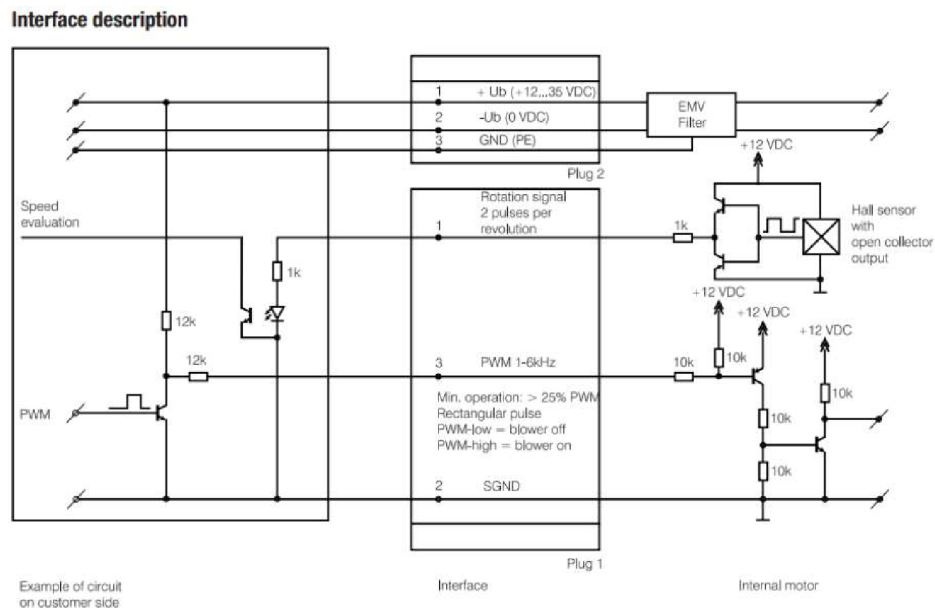 Interface description
1 + Ub (+12...35 VDC)
2 -Ub (0 VDC)
3 GND (PE)
Plug 2
EMV
Filter
+12 VDC
Speed
evaluation
Rotation signal
2 pulses per
revolution
1
1k
Hall sensor
with
open collector
output
1k
+12 VDC
+12 VDC
+12 VDC
12k
12k
3 PWM 1-6kHz
10k
10k
10k
PWM
Min. operation: > 25% PWM
Rectangular pulse
PWM-low = blower off
PWM-high = blower on
10k
10k
2 SGND
Plug 1
Example of circuit
on customer side
Interface
Internal motor